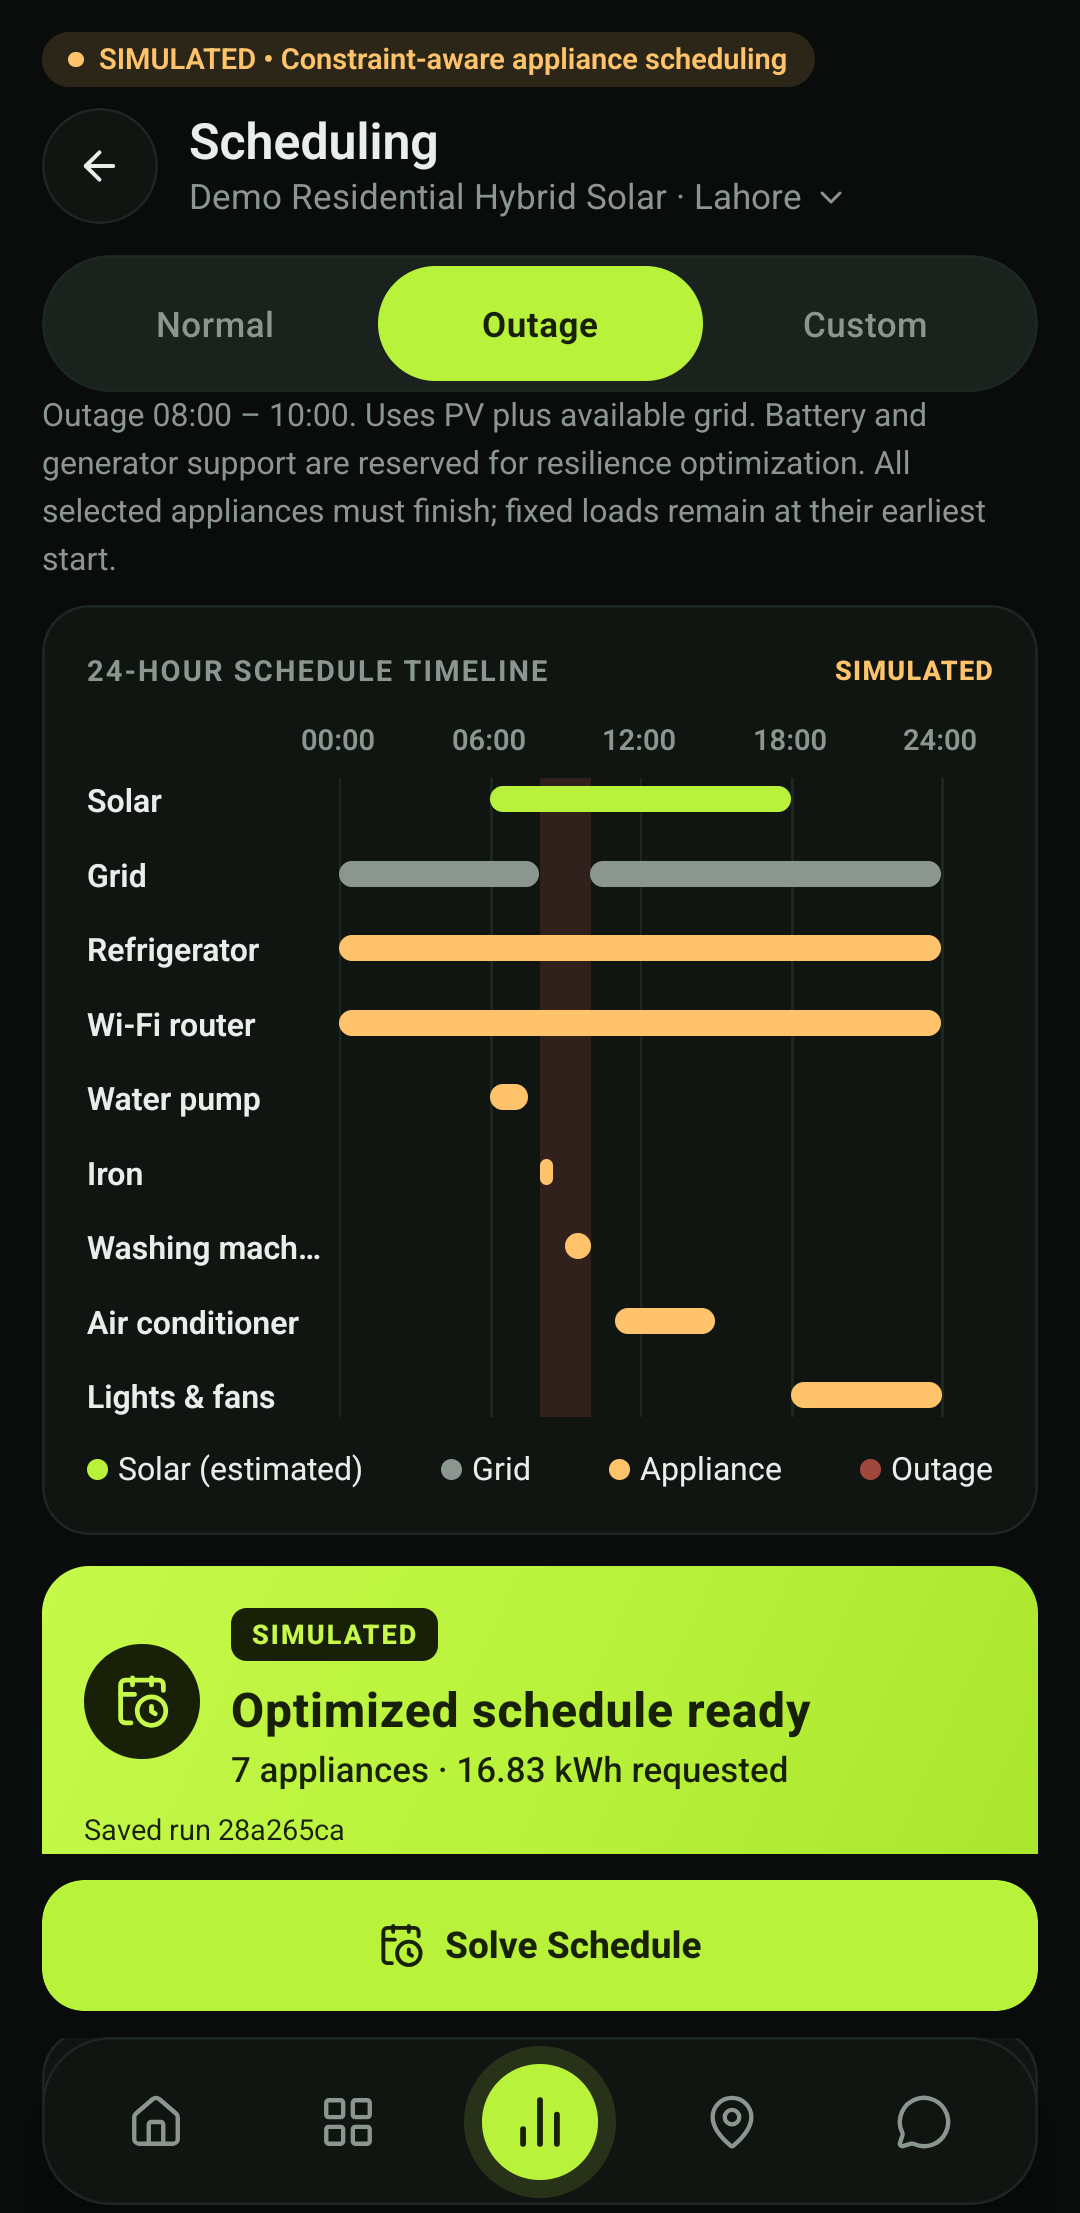 SIMULATED • Constraint-aware appliance scheduling
Scheduling
Demo Residential Hybrid Solar · Lahore
Normal
Outage
Custom
Outage 08:00 – 10:00. Uses PV plus available grid. Battery and
generator support are reserved for resilience optimization. All
selected appliances must finish; fixed loads remain at their earliest
start.
24-HOUR SCHEDULE TIMELINE
SIMULATED
00:00 06:00 12:00 18:00 24:00
Solar
Grid
Refrigerator
Wi-Fi router
Water pump
Iron
Washing mach...
Air conditioner
Lights & fans
Solar (estimated) Grid Appliance Outage
SIMULATED
Optimized schedule ready
7 appliances · 16.83 kWh requested
Saved run 28a265ca
Solve Schedule